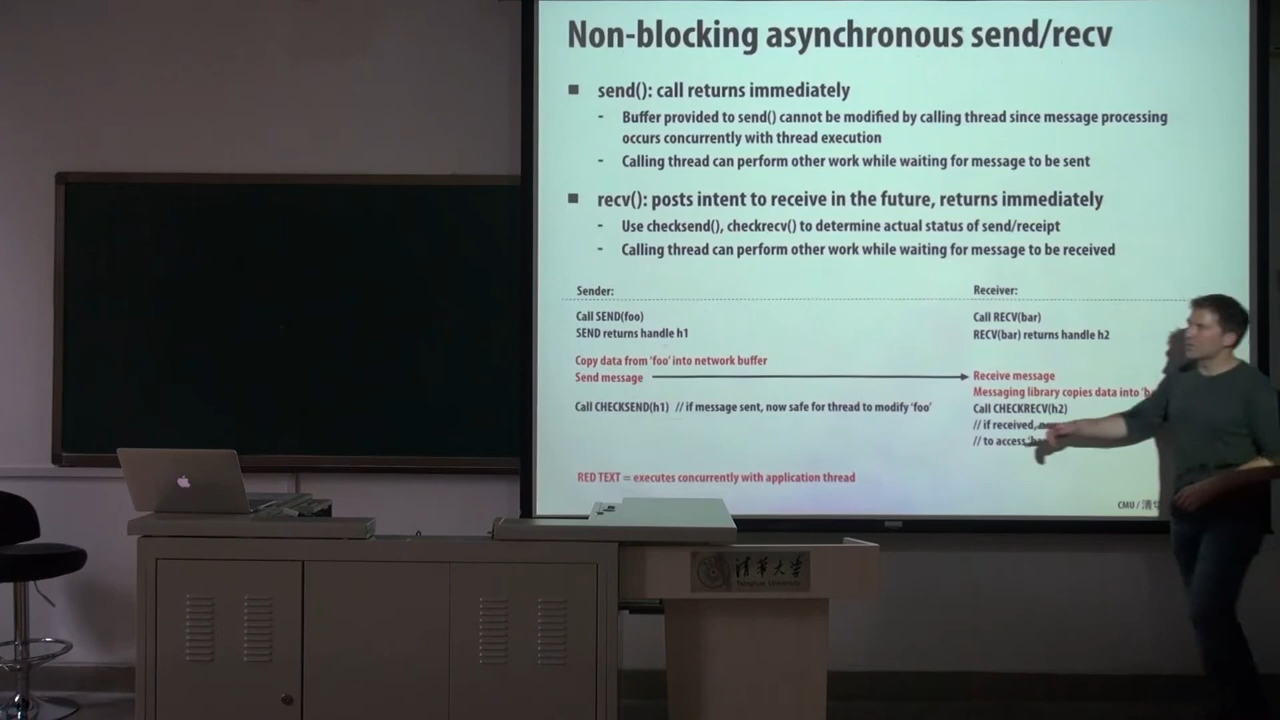 Non-blocking asynchronous send/recv
send(): call returns immediately
- Buffer provided to send() cannot be modified by calling thread since message processing
occurs concurrently with thread execution
- Calling thread can perform other work while waiting for message to be sent
recv(): posts intent to receive in the future, returns immediately
- Use checksend(), checkrecv() to determine actual status of send/receipt
- Calling thread can perform other work while waiting for message to be received
Sender:
Call SEND(foo)
SEND returns handle h1
Copy data from 'foo' into network buffer
Send message
Call CHECKSEND(h1) // if message sent, now safe for thread to modify 'foo'
Receiver:
Call RECV(bar)
RECV(bar) returns handle h2
Receive message
Messaging library copies data into
Call CHECKRECV(h2)
// if received,
// to access
RED TEXT = executes concurrently with application thread
CMU / 清
清华大学
Tsinghua University